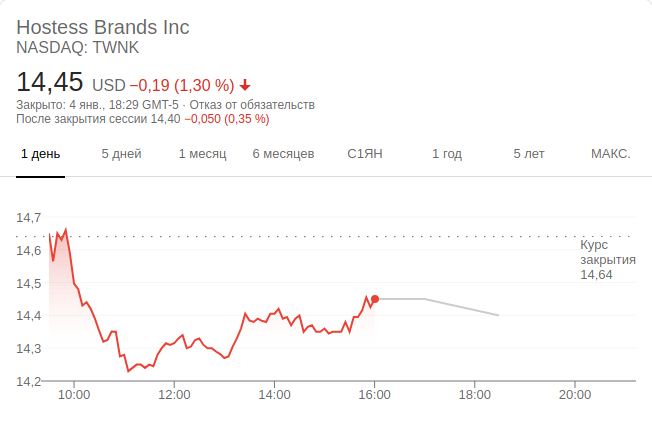 Hostess Brands Inc
NASDAQ: TWNK
14,45 USD −0,19 (1,30 %)
Закрыто: 4 янв., 18:29 GMT-5 · Отказ от обязательств
После закрытия сессии 14,40 −0,050 (0,35 %)
1 день 5 дней 1 месяц 6 месяцев С1ЯН 1 год 5 лет МАКС.
14,7
14,6
14,5
14,4
14,3
14,2
Курс
закрытия
14,64
10:00 12:00 14:00 16:00 18:00 20:00